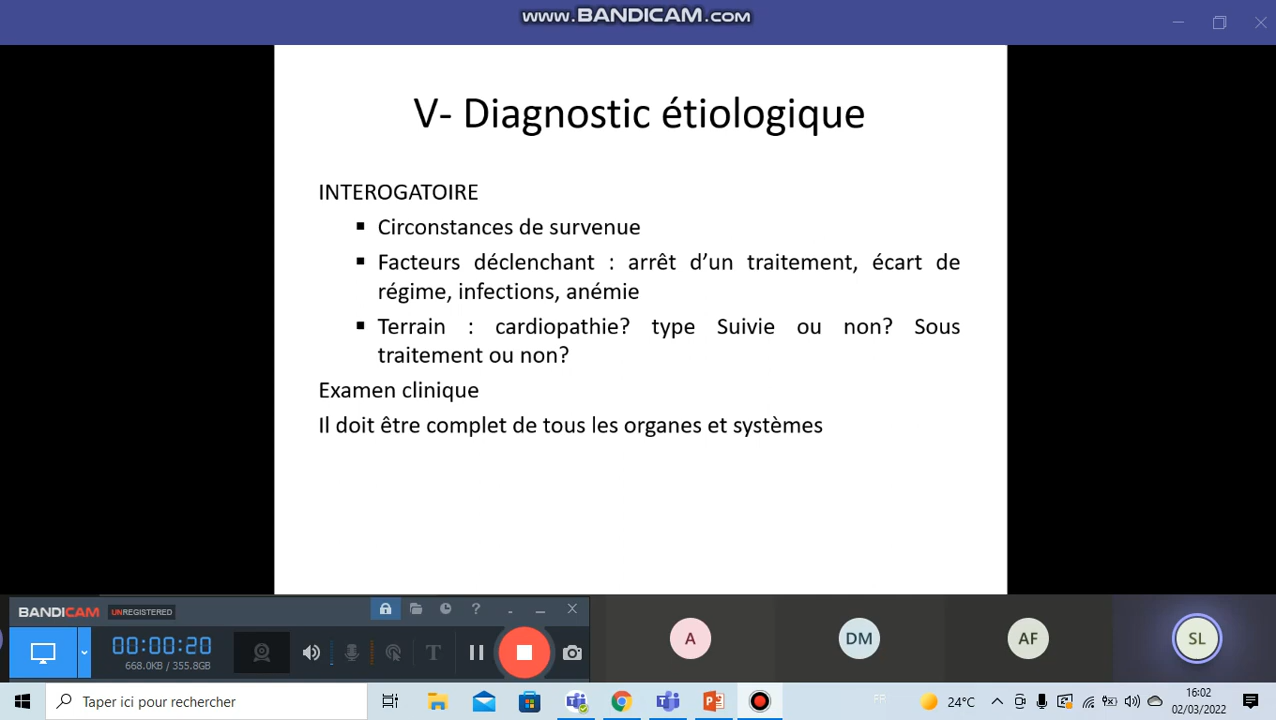 www.BANDICAM.com
V- Diagnostic étiologique
INTEROGATOIRE
▪ Circonstances de survenue
▪ Facteurs déclenchant : arrêt d’un traitement, écart de
régime, infections, anémie
▪ Terrain : cardiopathie? type Suivie ou non? Sous
traitement ou non?
Examen clinique
Il doit être complet de tous les organes et systèmes
BANDICAM UNREGISTERED
00:00:20
668.0KB / 355.8GB
A
DM
AF
SL
Taper ici pour rechercher
FR
24°C
16:02
02/03/2022